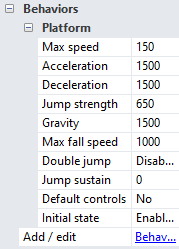 Behaviors
Platform
Max speed 150
Acceleration 1500
Deceleration 1500
Jump strength 650
Gravity 1500
Max fall speed 1000
Double jump Disab...
Jump sustain 0
Default controls No
Initial state Enabl...
Add / edit Behav...